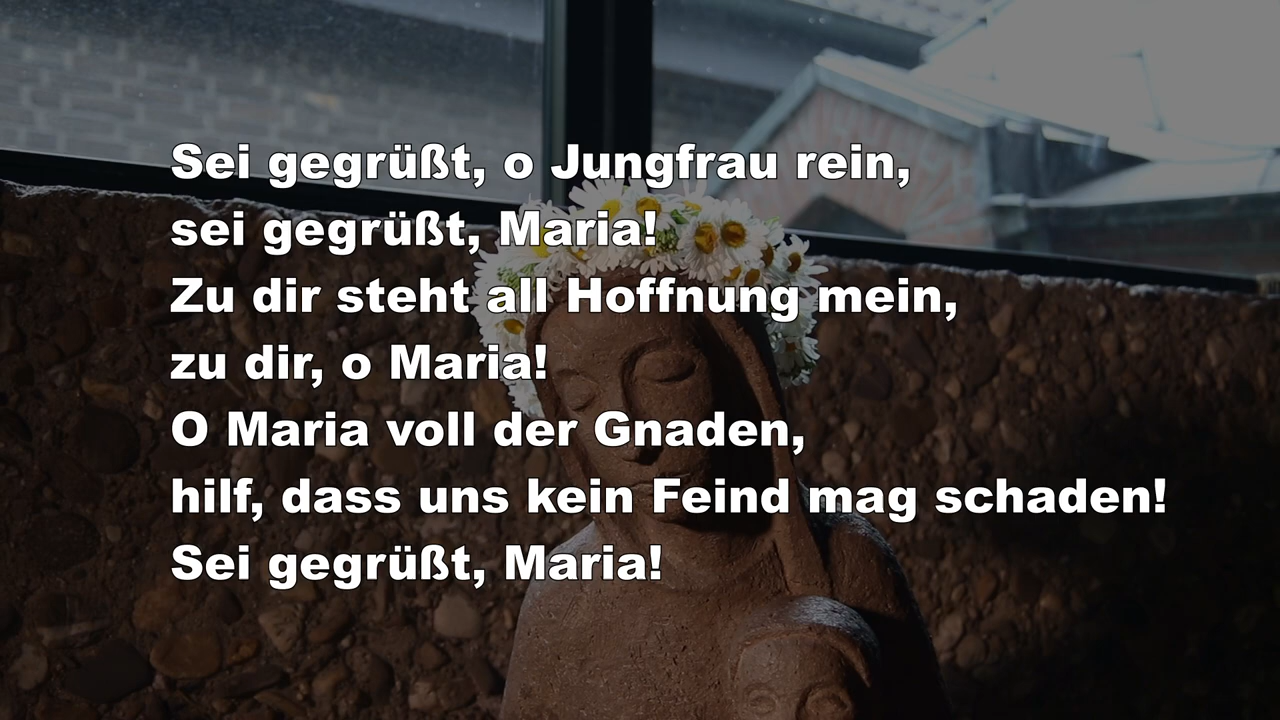 Sei gegrüßt, o Jungfrau rein,
sei gegrüßt, Maria!
Zu dir steht all Hoffnung mein,
zu dir, o Maria!
O Maria voll der Gnaden,
hilf, dass uns kein Feind mag schaden!
Sei gegrüßt, Maria!